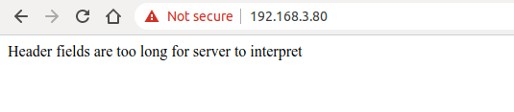 Not secure | 192.168.3.80
Header fields are too long for server to interpret